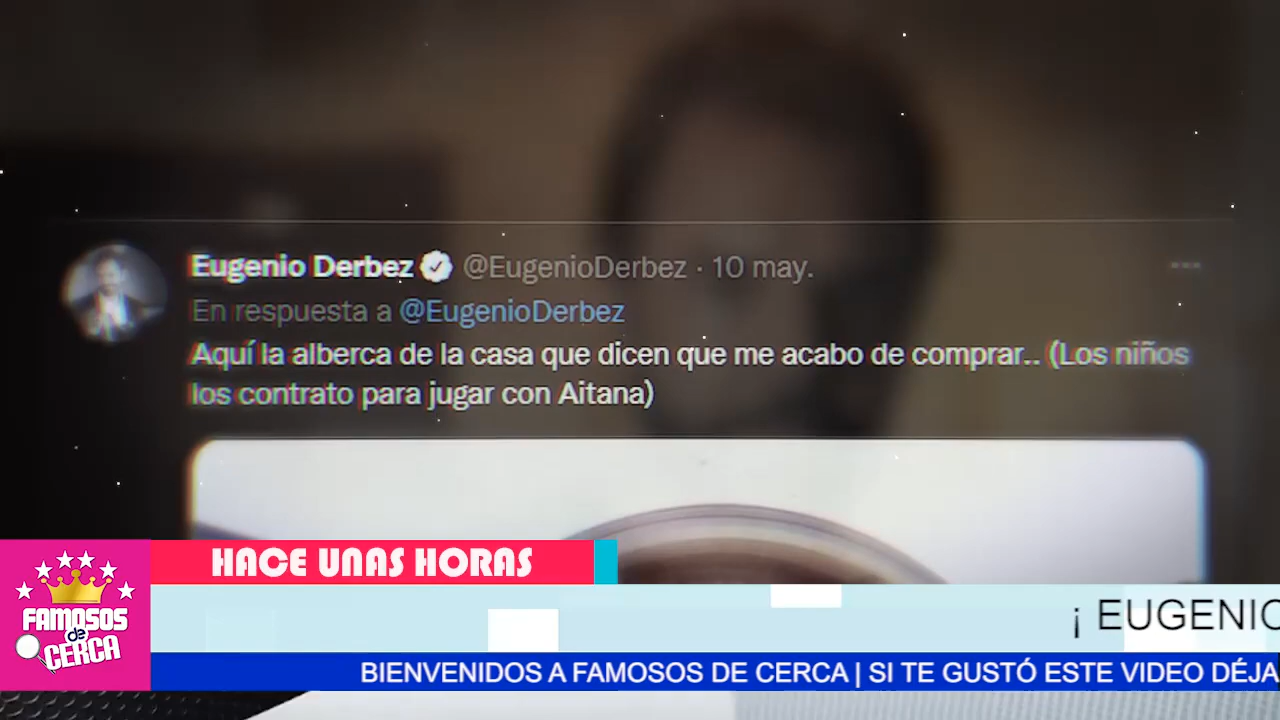 Eugenio Derbez @EugenioDerbez · 10 may.
En respuesta a @EugenioDerbez
Aquí la alberca de la casa que dicen que me acabo de comprar.. (Los niños
los contrato para jugar con Aitana)
HACE UNAS HORAS
FAMOSOS
de
CERCA
¡ EUGENIO
BIENVENIDOS A FAMOSOS DE CERCA | SI TE GUSTÓ ESTE VIDEO DÉJA